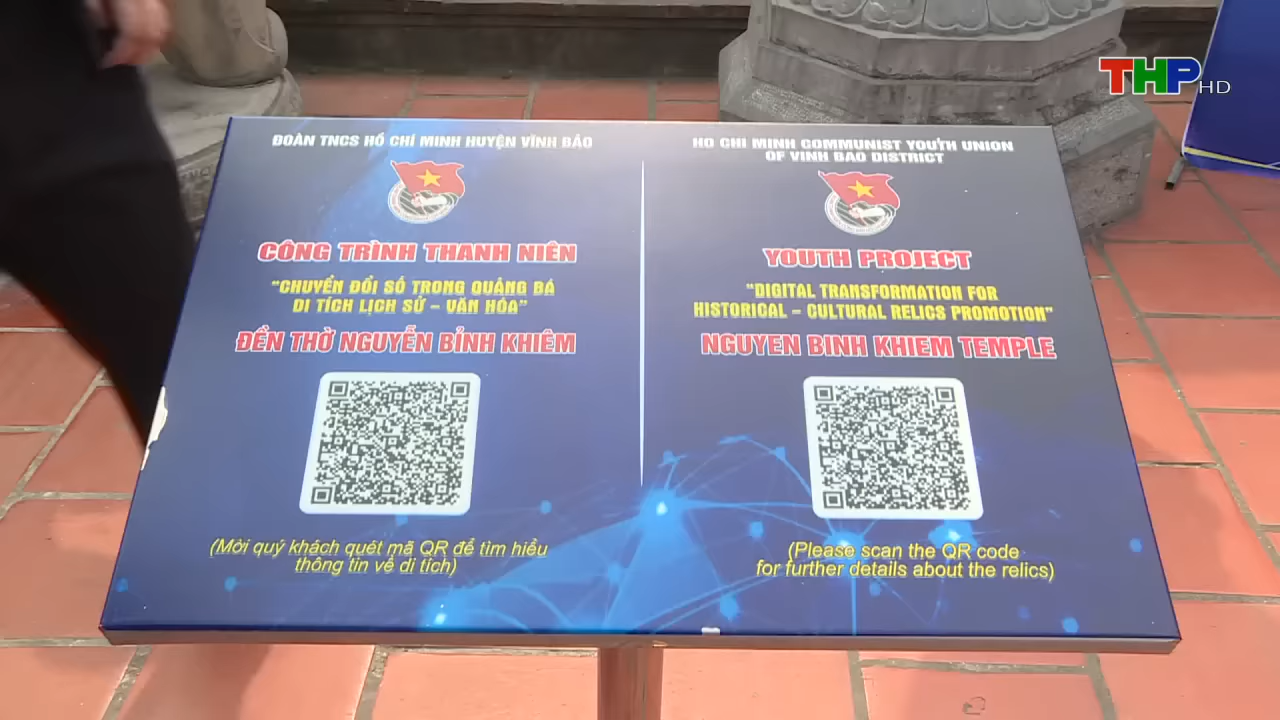 THP HD
ĐOÀN TNCS HỒ CHÍ MINH HUYỆN VĨNH BẢO
CÔNG TRÌNH THANH NIÊN
"CHUYỂN ĐỔI SỐ TRONG QUẢNG BÁ
DI TÍCH LỊCH SỬ – VĂN HÓA"
ĐỀN THỜ NGUYỄN BỈNH KHIÊM
(Mời quý khách quét mã QR để tìm hiểu
thông tin về di tích)
HO CHI MINH COMMUNIST YOUTH UNION
OF VINH BAO DISTRICT
YOUTH PROJECT
"DIGITAL TRANSFORMATION FOR
HISTORICAL – CULTURAL RELICS PROMOTION"
NGUYEN BINH KHIEM TEMPLE
(Please scan the QR code
for further details about the relics)